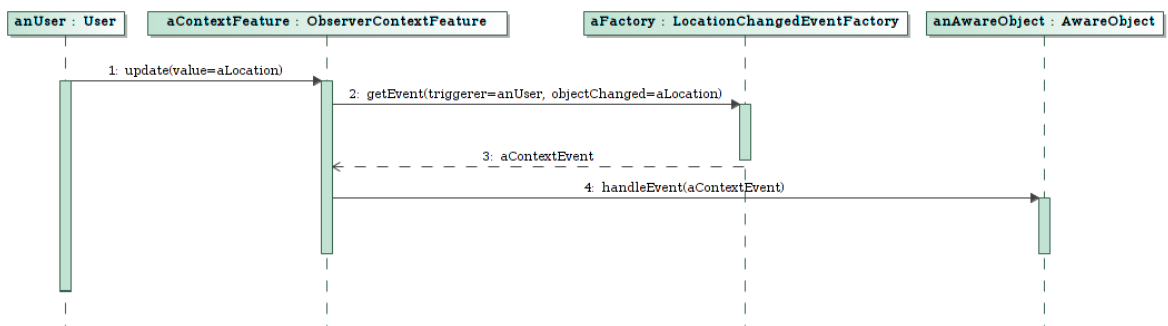 anUser : User
aContextFeature : ObserverContextFeature
aFactory : LocationChangedEventFactory
anAwareObject : AwareObject
1: update(value=aLocation)
2: getEvent(triggerer=anUser, objectChanged=aLocation)
3: aContextEvent
4: handleEvent(aContextEvent)